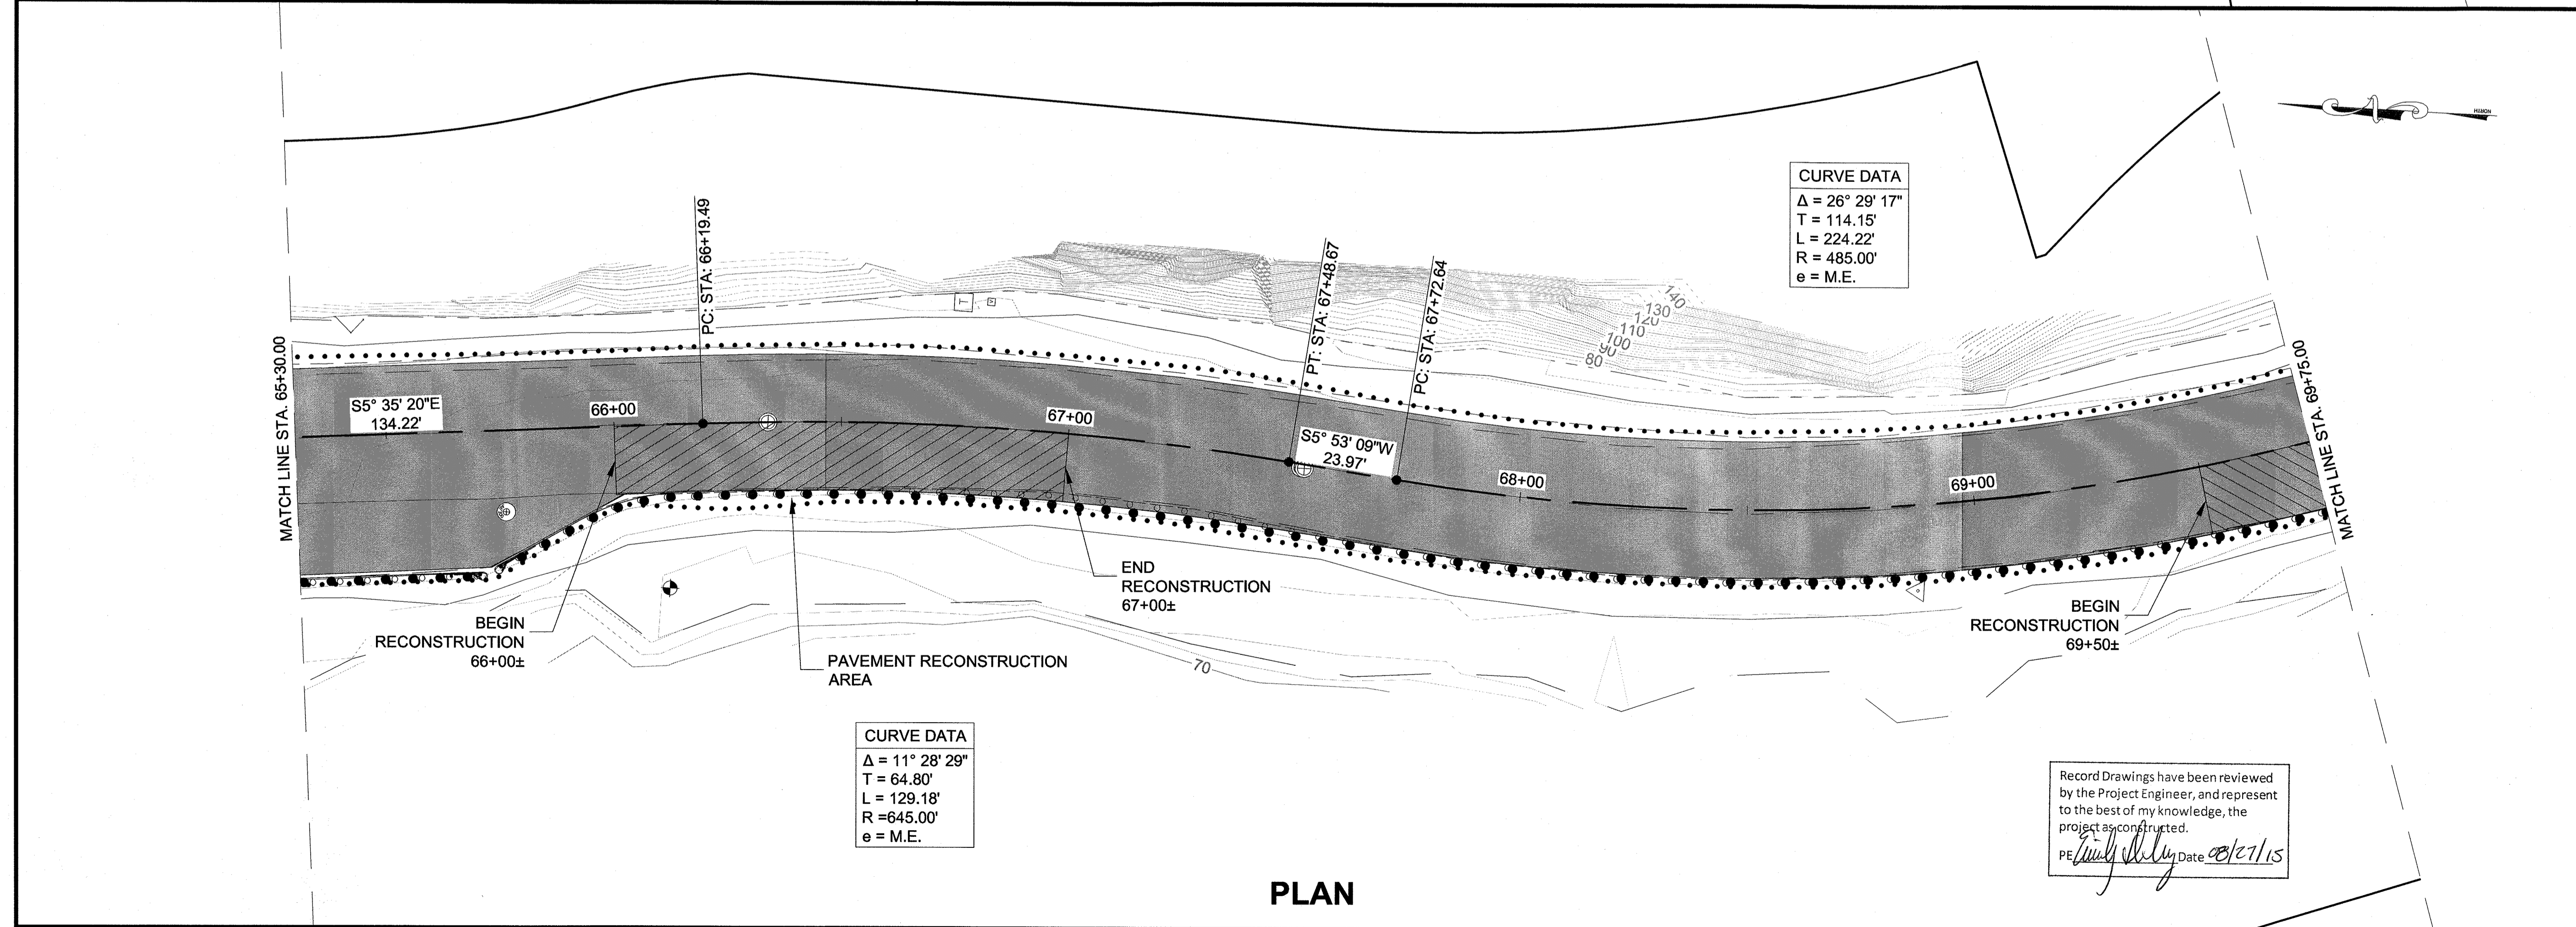 NORTH
CURVE DATA
Δ = 26° 29' 17"
T = 114.15'
L = 224.22'
R = 485.00'
e = M.E.
PC: STA: 66+19.49
PT: STA: 67+48.67
PC: STA: 67+72.64
140
130
120
110
100
90
80
T
MATCH LINE STA. 65+30.00
S5° 35' 20"E
134.22'
66+00
67+00
S5° 53' 09"W
23.97'
68+00
69+00
MATCH LINE STA. 69+75.00
BEGIN
RECONSTRUCTION
66+00±
END
RECONSTRUCTION
67+00±
BEGIN
RECONSTRUCTION
69+50±
PAVEMENT RECONSTRUCTION
AREA
70
CURVE DATA
Δ = 11° 28' 29"
T = 64.80'
L = 129.18'
R =645.00'
e = M.E.
Record Drawings have been reviewed
by the Project Engineer, and represent
to the best of my knowledge, the
project as constructed.
PE Date 08/27/15
PLAN